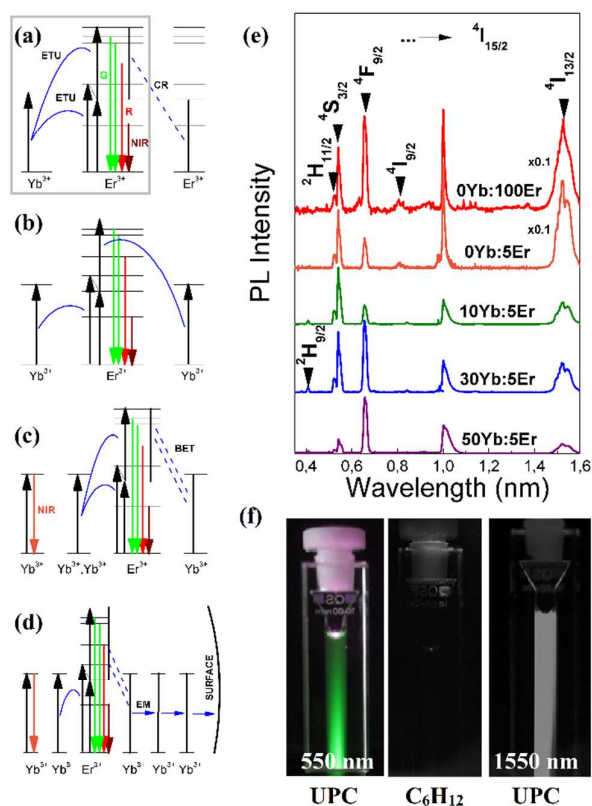 (a)
ETU
ETU
G
R
CR
NIR
Yb³⁺
Er³⁺
Er³⁺
(b)
Yb³⁺
Er³⁺
Yb³⁺
(c)
BET
NIR
Yb³⁺
Yb³⁺,Yb³⁺
Er³⁺
Yb³⁺
(d)
EM
SURFACE
Yb³⁺
Yb³⁺
Er³⁺
Yb³⁺
Yb³⁺
Yb³⁺
(e)
... ⁴I₁₅/₂
²H₁₁/₂
⁴S₃/₂
⁴F₉/₂
⁴I₉/₂
⁴I₁₃/₂
x0.1
0Yb:100Er
x0.1
0Yb:5Er
10Yb:5Er
²H₉/₂
30Yb:5Er
50Yb:5Er
PL Intensity
0,4 0,6 0,8 1 1,2 1,4 1,6
Wavelength (nm)
(f)
10.00 mm
550 nm
1550 nm
UPC
C₆H₁₂
UPC